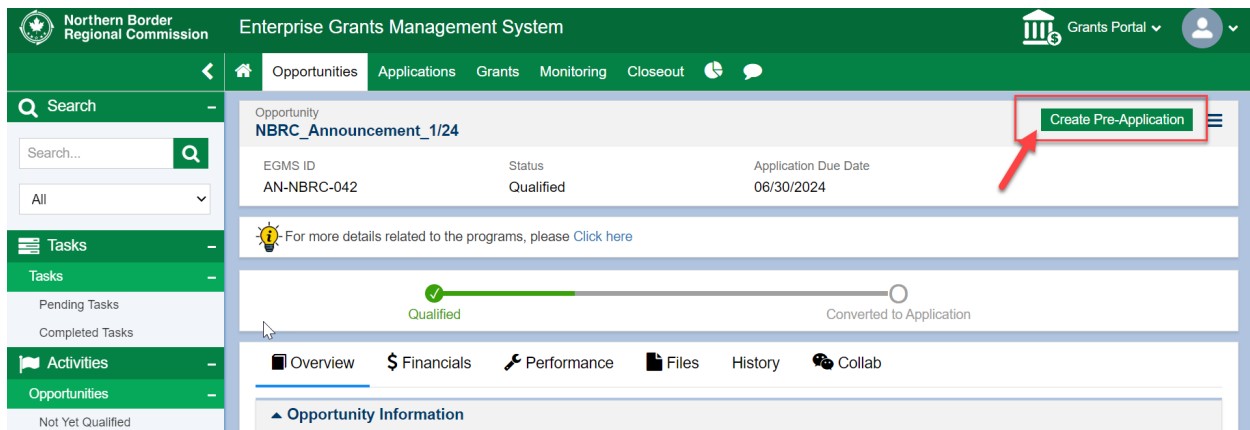 Northern Border
Regional Commission
Enterprise Grants Management System
Grants Portal
Opportunities
Applications
Grants
Monitoring
Closeout
Search
Search...
All
Tasks
Tasks
Pending Tasks
Completed Tasks
Activities
Opportunities
Not Yet Qualified
Opportunity
NBRC_Announcement_1/24
Create Pre-Application
EGMS ID
Status
Application Due Date
AN-NBRC-042
Qualified
06/30/2024
For more details related to the programs, please Click here
Qualified
Converted to Application
Overview
$ Financials
Performance
Files
History
Collab
Opportunity Information